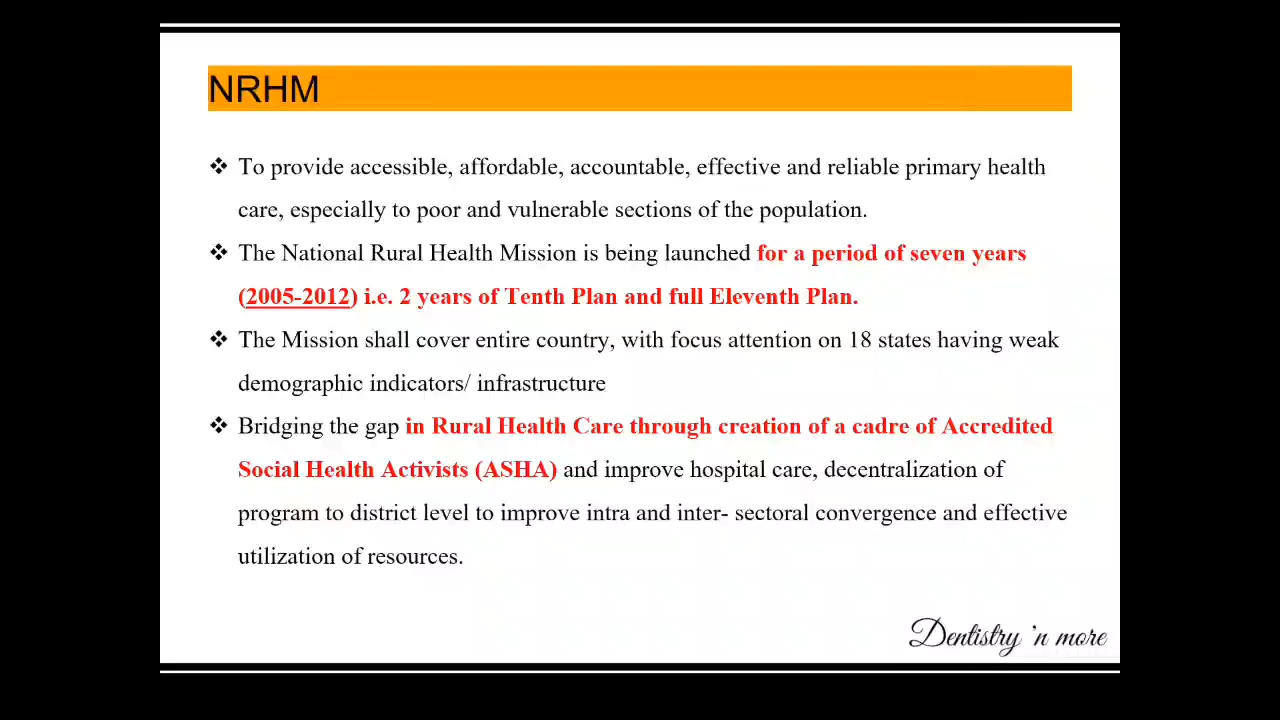 NRHM
❖ To provide accessible, affordable, accountable, effective and reliable primary health
care, especially to poor and vulnerable sections of the population.
❖ The National Rural Health Mission is being launched for a period of seven years
(2005-2012) i.e. 2 years of Tenth Plan and full Eleventh Plan.
❖ The Mission shall cover entire country, with focus attention on 18 states having weak
demographic indicators/ infrastructure
❖ Bridging the gap in Rural Health Care through creation of a cadre of Accredited
Social Health Activists (ASHA) and improve hospital care, decentralization of
program to district level to improve intra and inter- sectoral convergence and effective
utilization of resources.
Dentistry 'n more